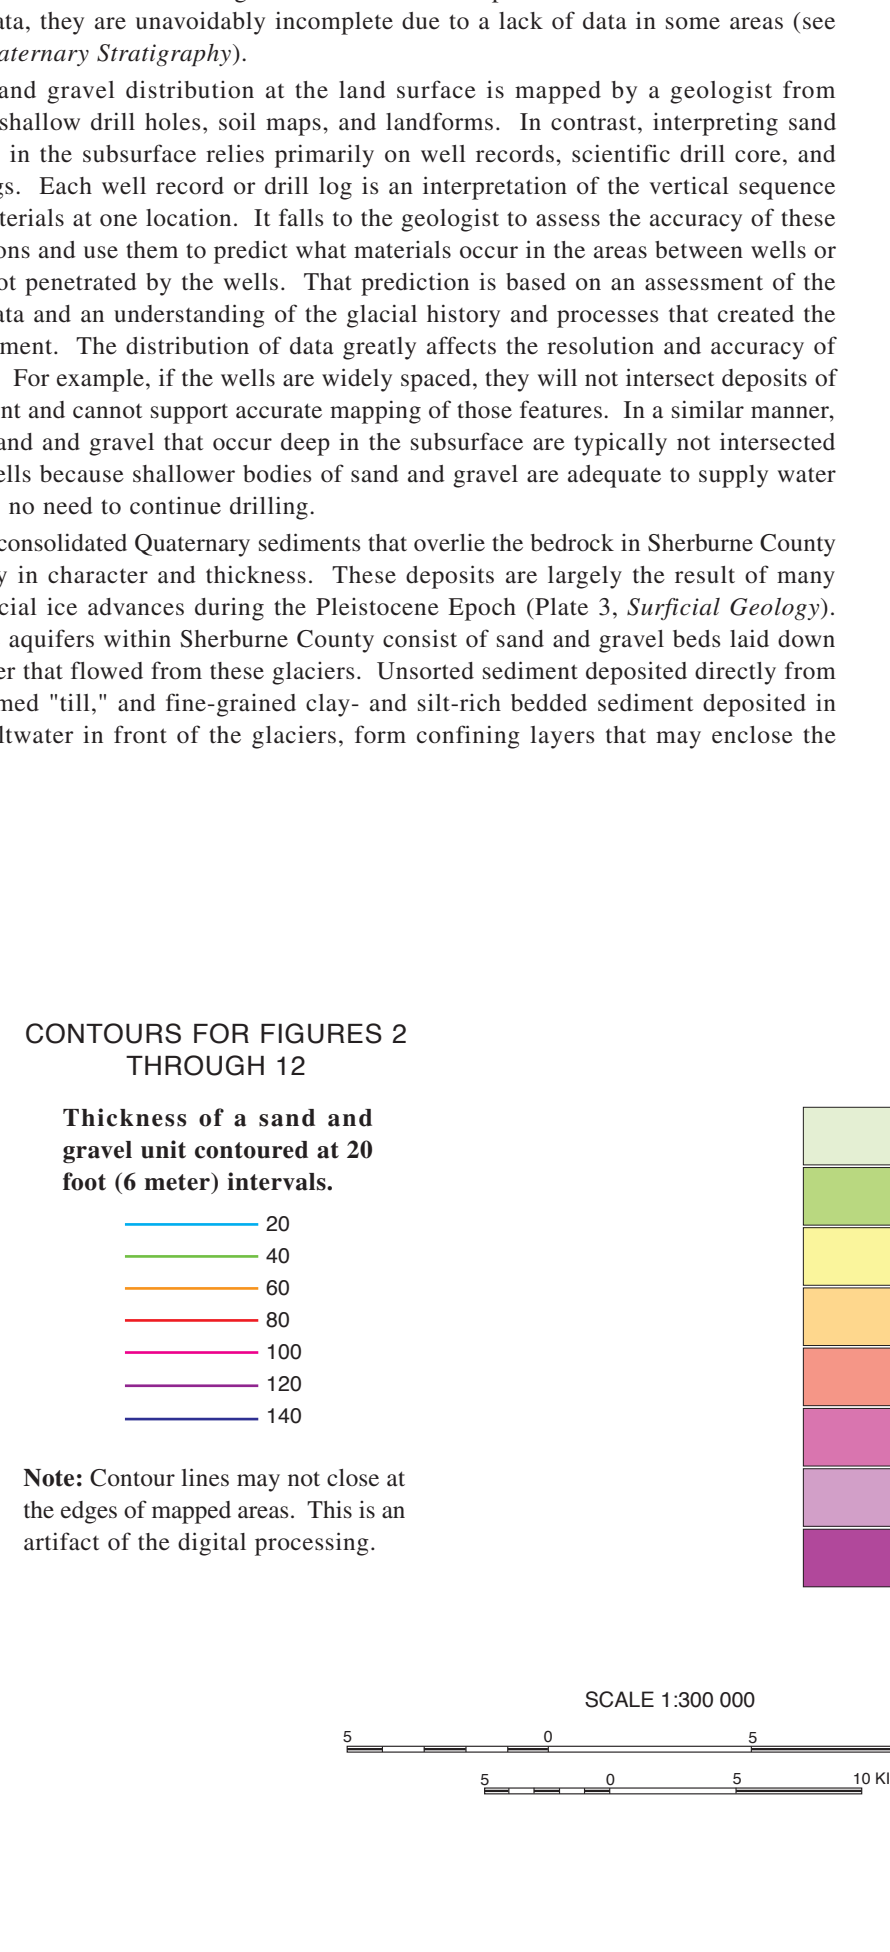 ata, they are unavoidably incomplete due to a lack of data in some areas (see
aternary Stratigraphy).
and gravel distribution at the land surface is mapped by a geologist from
shallow drill holes, soil maps, and landforms. In contrast, interpreting sand
in the subsurface relies primarily on well records, scientific drill core, and
gs. Each well record or drill log is an interpretation of the vertical sequence
terials at one location. It falls to the geologist to assess the accuracy of these
ons and use them to predict what materials occur in the areas between wells or
ot penetrated by the wells. That prediction is based on an assessment of the
ata and an understanding of the glacial history and processes that created the
ment. The distribution of data greatly affects the resolution and accuracy of
For example, if the wells are widely spaced, they will not intersect deposits of
nt and cannot support accurate mapping of those features. In a similar manner,
and and gravel that occur deep in the subsurface are typically not intersected
ells because shallower bodies of sand and gravel are adequate to supply water
no need to continue drilling.
consolidated Quaternary sediments that overlie the bedrock in Sherburne County
y in character and thickness. These deposits are largely the result of many
cial ice advances during the Pleistocene Epoch (Plate 3, Surficial Geology).
aquifers within Sherburne County consist of sand and gravel beds laid down
er that flowed from these glaciers. Unsorted sediment deposited directly from
med "till," and fine-grained clay- and silt-rich bedded sediment deposited in
ltwater in front of the glaciers, form confining layers that may enclose the
CONTOURS FOR FIGURES 2
THROUGH 12
Thickness of a sand and
gravel unit contoured at 20
foot (6 meter) intervals.
20
40
60
80
100
120
140
Note: Contour lines may not close at
the edges of mapped areas. This is an
artifact of the digital processing.
SCALE 1:300 000
5 0 5
5 0 5 10 KI